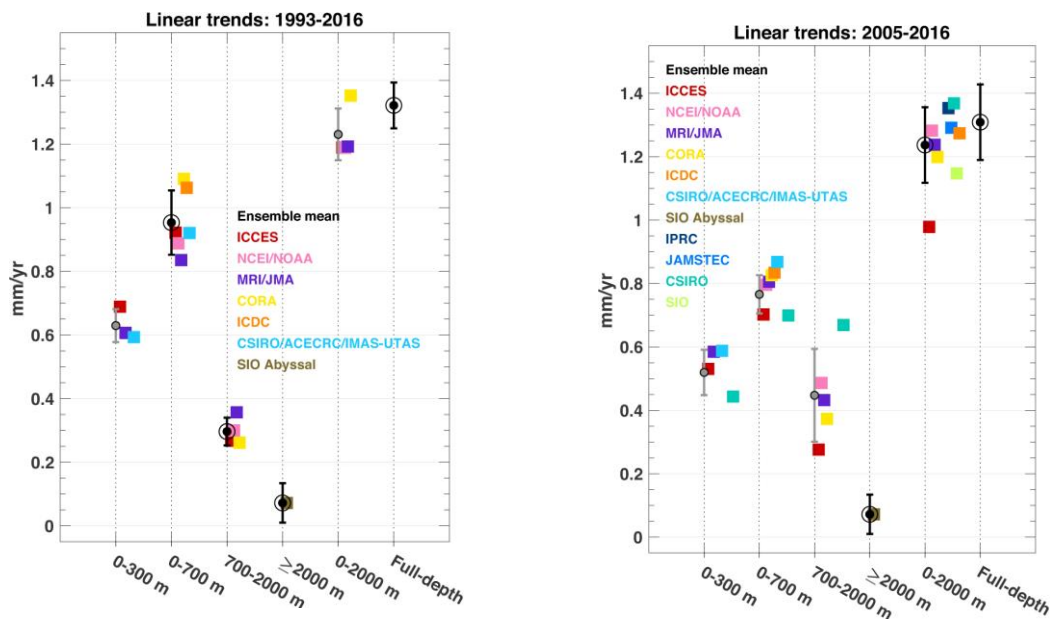 Linear trends: 1993-2016
mm/yr
1.4
1.2
1
0.8
0.6
0.4
0.2
0
Ensemble mean
ICCES
NCEI/NOAA
MRI/JMA
CORA
ICDC
CSIRO/ACECRC/IMAS-UTAS
SIO Abyssal
0-300 m
0-700 m
700-2000 m
≥ 2000 m
0-2000 m
Full-depth
Linear trends: 2005-2016
mm/yr
1.4
1.2
1
0.8
0.6
0.4
0.2
0
Ensemble mean
ICCES
NCEI/NOAA
MRI/JMA
CORA
ICDC
CSIRO/ACECRC/IMAS-UTAS
SIO Abyssal
IPRC
JAMSTEC
CSIRO
SIO
0-300 m
0-700 m
700-2000 m
≥ 2000 m
0-2000 m
Full-depth